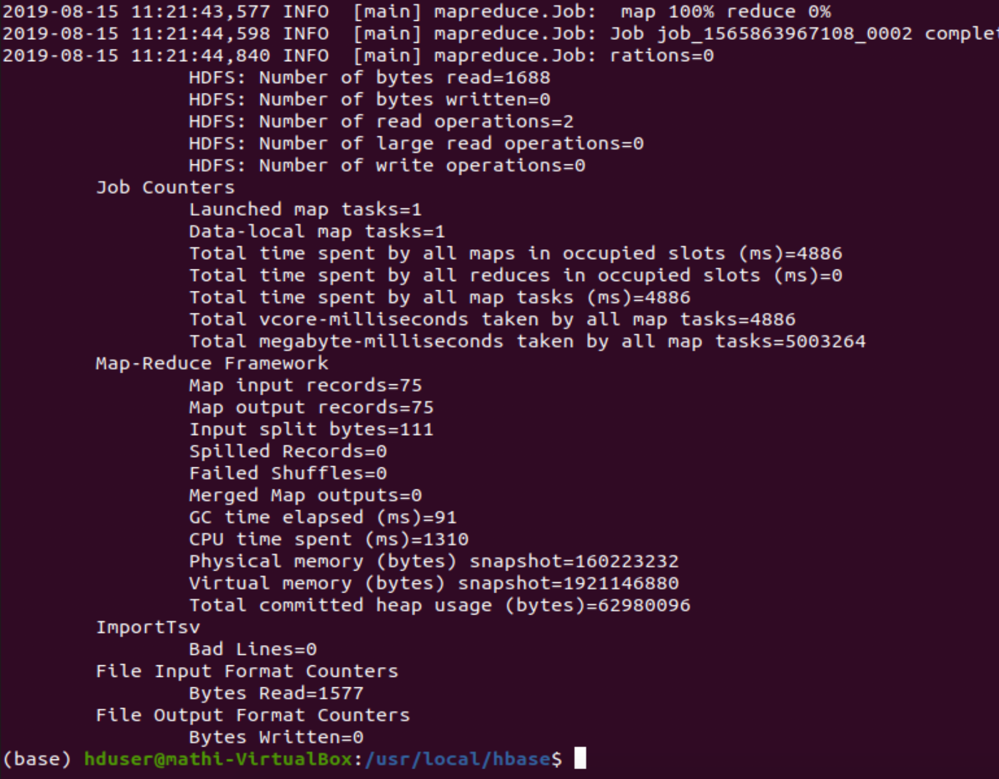 2019-08-15 11:21:43,577 INFO  [main] mapreduce.Job:  map 100% reduce 0%
2019-08-15 11:21:44,598 INFO  [main] mapreduce.Job: Job job_1565863967108_0002
2019-08-15 11:21:44,840 INFO  [main] mapreduce.Job: rations=0
HDFS: Number of bytes read=1688
HDFS: Number of bytes written=0
HDFS: Number of read operations=2
HDFS: Number of large read operations=0
HDFS: Number of write operations=0
Job Counters
Launched map tasks=1
Data-local map tasks=1
Total time spent by all maps in occupied slots (ms)=4886
Total time spent by all reduces in occupied slots (ms)=0
Total time spent by all map tasks (ms)=4886
Total vcore-milliseconds taken by all map tasks=4886
Total megabyte-milliseconds taken by all map tasks=5003264
Map-Reduce Framework
Map input records=75
Map output records=75
Input split bytes=111
Spilled Records=0
Failed Shuffles=0
Merged Map outputs=0
GC time elapsed (ms)=91
CPU time spent (ms)=1310
Physical memory (bytes) snapshot=160223232
Virtual memory (bytes) snapshot=1921146880
Total committed heap usage (bytes)=62980096
ImportTsv
Bad Lines=0
File Input Format Counters
Bytes Read=1577
File Output Format Counters
Bytes Written=0
(base) hduser@mathi-VirtualBox:/usr/local/hbase$